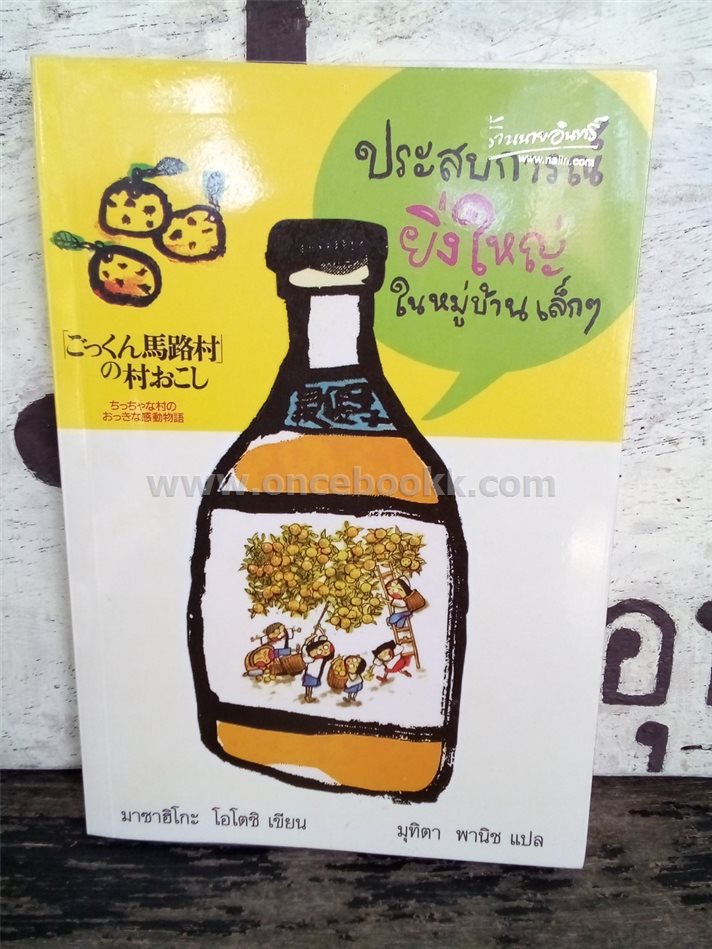 ร้านนายอินทร์
www.naiin.com
ประสบการณ์
ยิ่งใหญ่
ในหมู่บ้านเล็กๆ
「ごっくん馬路村」
の村おこし
ちっちゃな村の
おっきな感動物語
www.oncebookk.com
มาซาฮิโกะ โอโตชิ เขียน
มุทิตา พานิช แปล